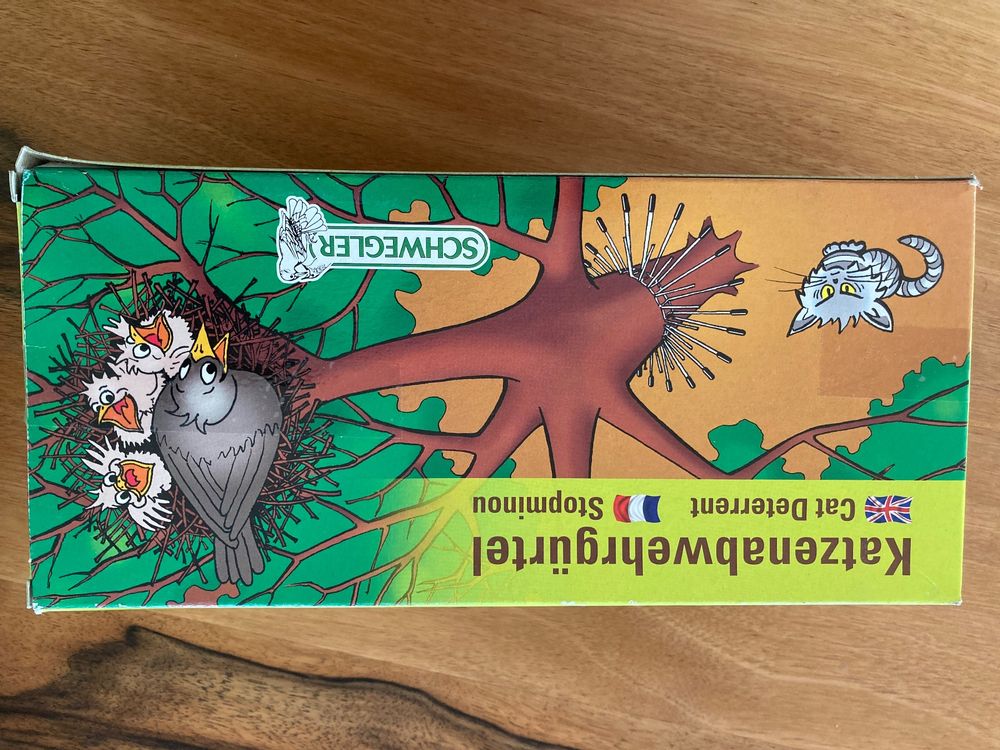 Katzenabwehrgürtel
Cat Deterrent Stopminou
SCHWEGLER